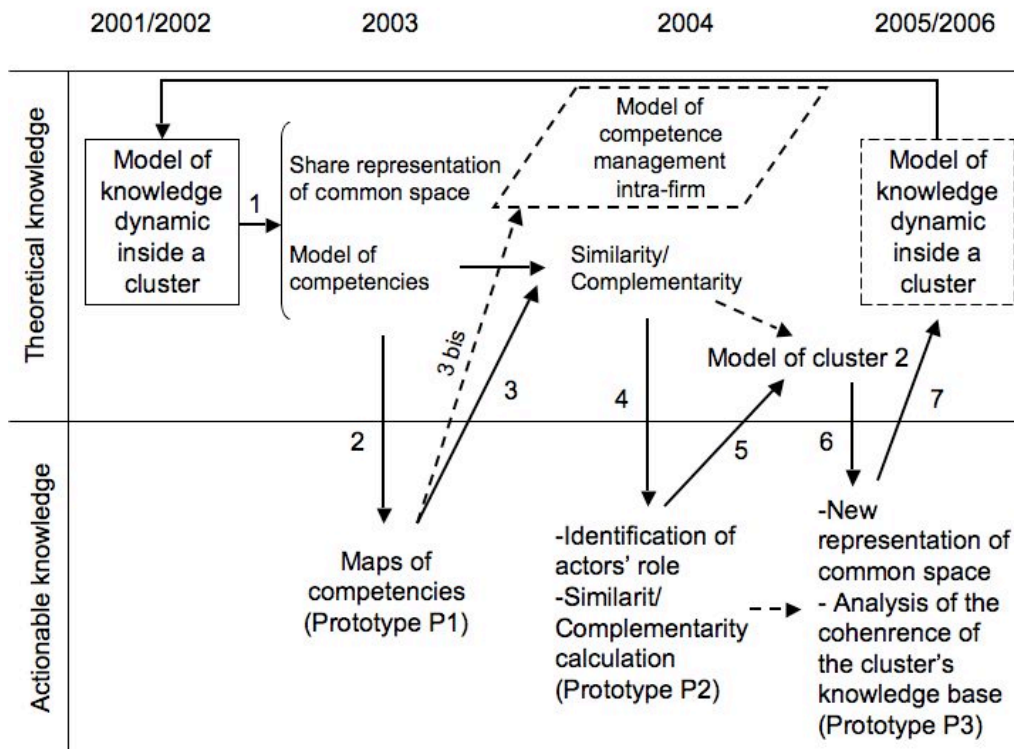 2001/2002
2003
2004
2005/2006
Theoretical knowledge
Model of
knowledge
dynamic
inside a
cluster
1
Share representation
of common space
Model of
competencies
Model of
competence
management
intra-firm
Similarity/
Complementarity
Model of
knowledge
dynamic
inside a
cluster
Model of cluster 2
3 bis
3
2
4
5
6
7
Actionable knowledge
Maps of
competencies
(Prototype P1)
-Identification of
actors' role
-Similarit/
Complementarity
calculation
(Prototype P2)
-New
representation of
common space
- Analysis of the
cohenrence of
the cluster's
knowledge base
(Prototype P3)